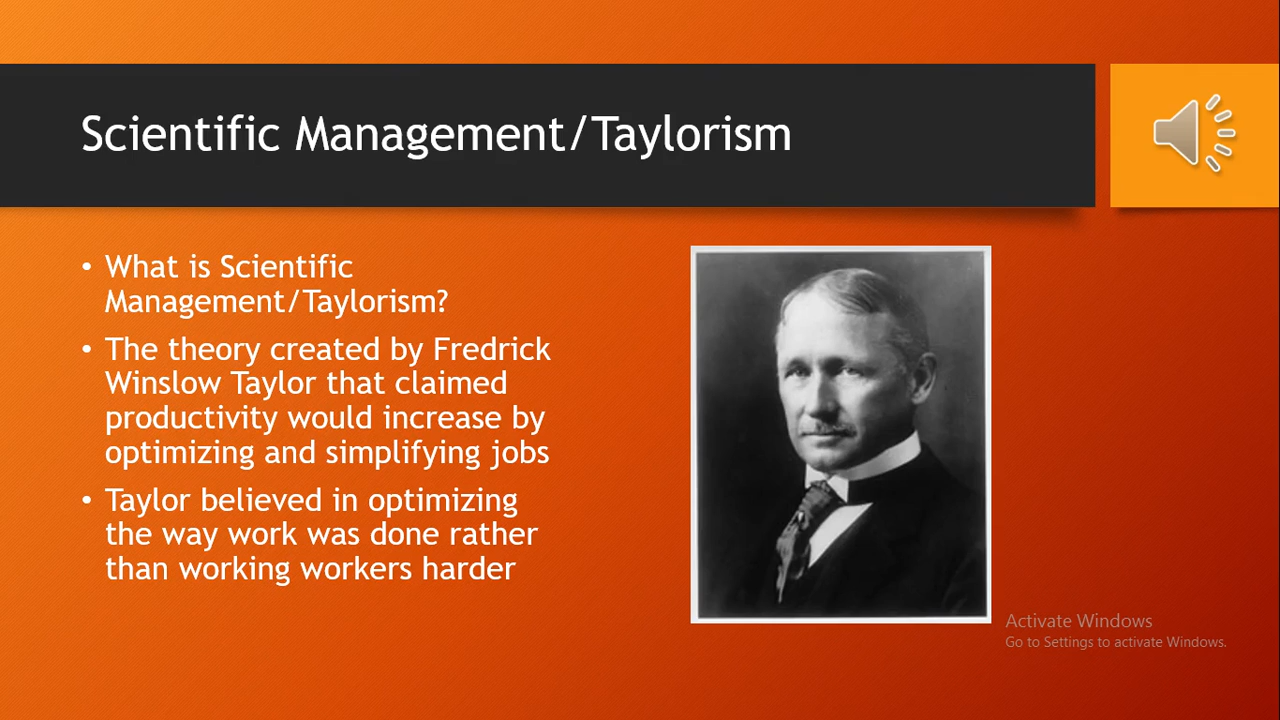 Scientific Management/Taylorism
• What is Scientific
Management/Taylorism?
• The theory created by Fredrick
Winslow Taylor that claimed
productivity would increase by
optimizing and simplifying jobs
• Taylor believed in optimizing
the way work was done rather
than working workers harder
Activate Windows
Go to Settings to activate Windows.